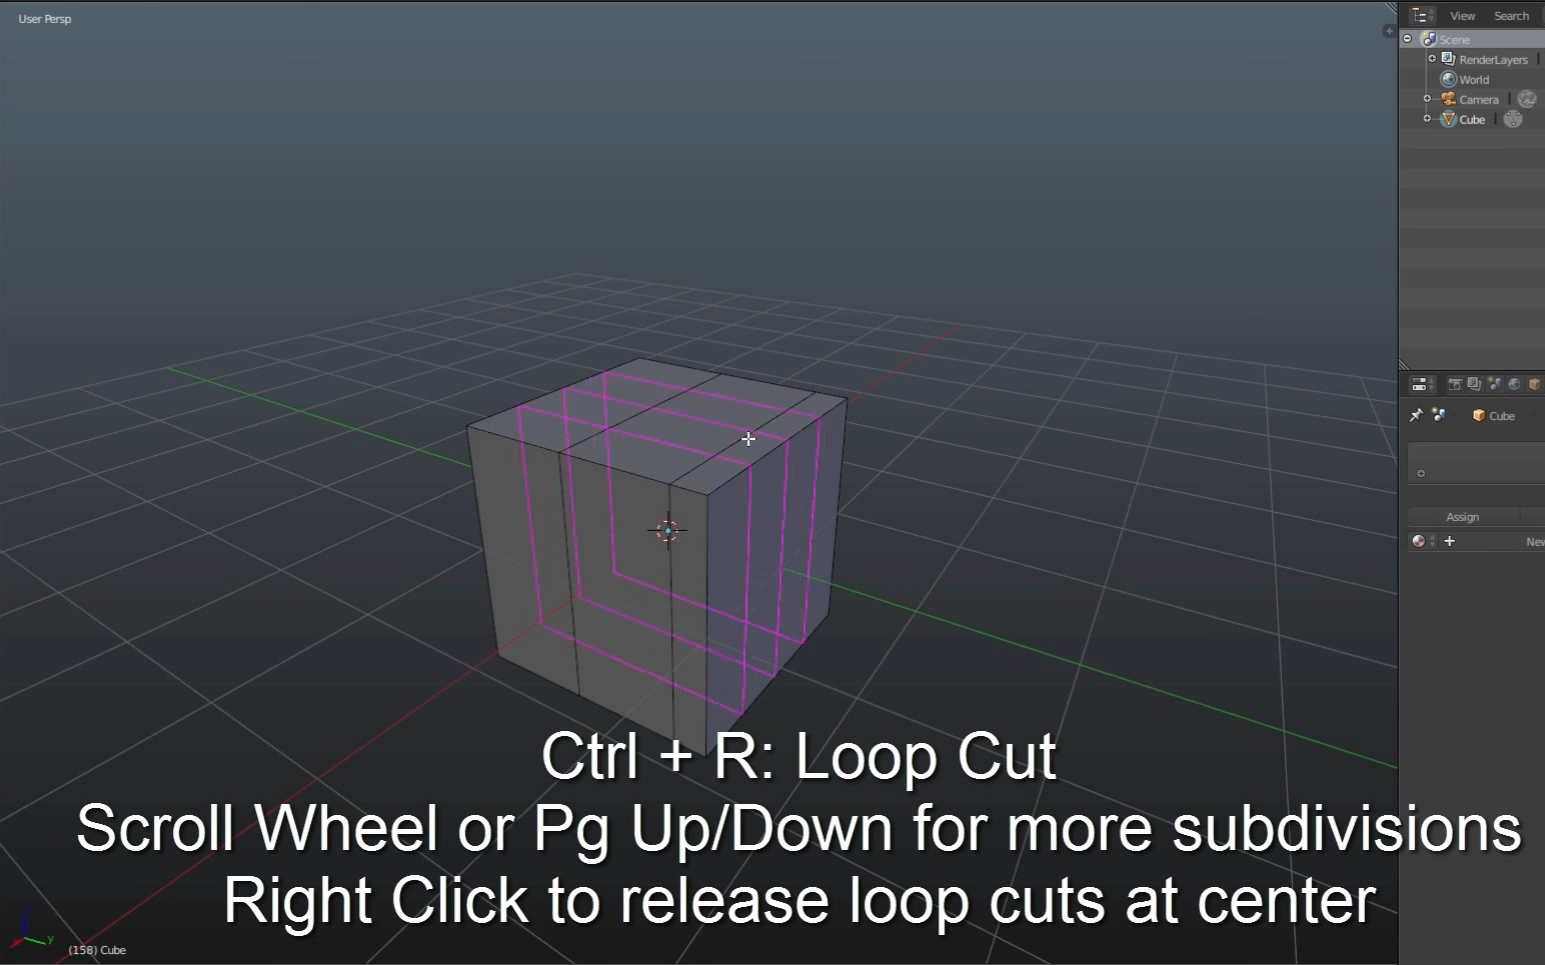 User Persp
View Search
Scene
RenderLayers
World
Camera
Cube
Cube
Assign
New
Ctrl + R: Loop Cut
Scroll Wheel or Pg Up/Down for more subdivisions
Right Click to release loop cuts at center
y
(158) Cube